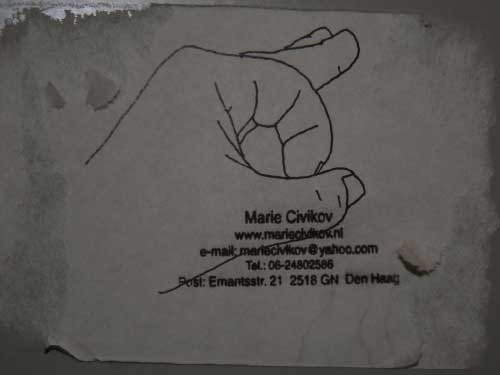 Marie Civikov
www.mariecivikov.nl
e-mail: mariecivikov@yahoo.com
Tel.: 06-24802586
Post: Emantsstr. 21 2518 GN Den Haag